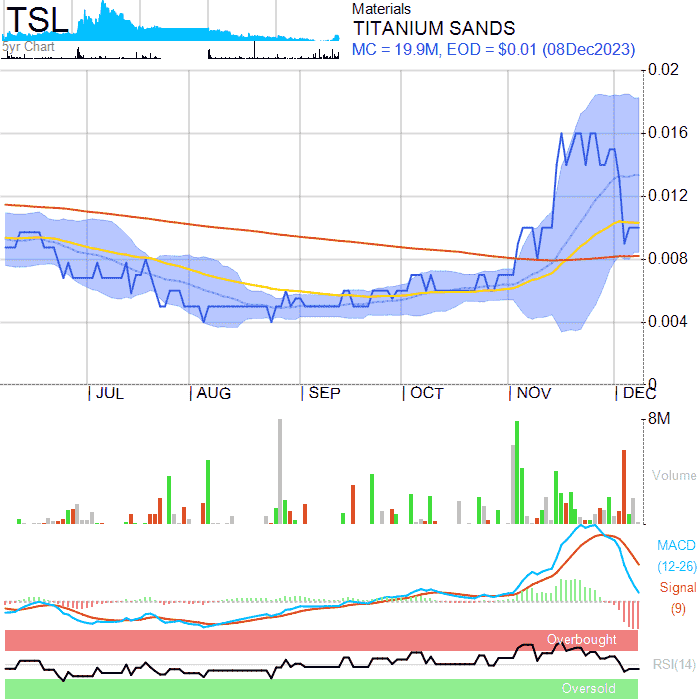 TSL
5yr Chart
Materials
TITANIUM SANDS
MC = 19.9M, EOD = $0.01 (08Dec2023)
0.02
0.016
0.012
0.008
0.004
0
JUL AUG SEP OCT NOV DEC
8M
Volume
MACD
(12-26)
Signal
(9)
Overbought
RSI(14)
Oversold